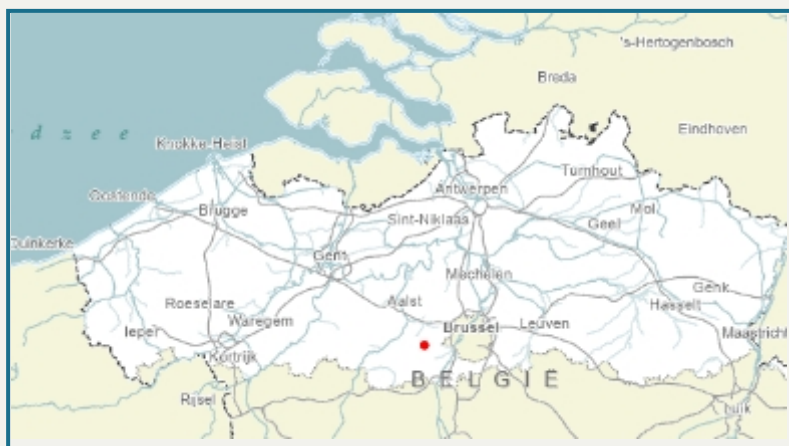 's-Hertogenbosch
Breda
d z e e
Eindhoven
Knokke-Heist
Turnhout
Antwerpen
Oostende
Brugge
Mol
Sint-Niklaas
Geel
Duinkerke
Gent
Mechelen
Genk
Roeselare
Aalst
Hasselt
Ieper
Waregem
Brussel
Leuven
Maastricht
Kortrijk
BELGIË
Rijsel
Luik